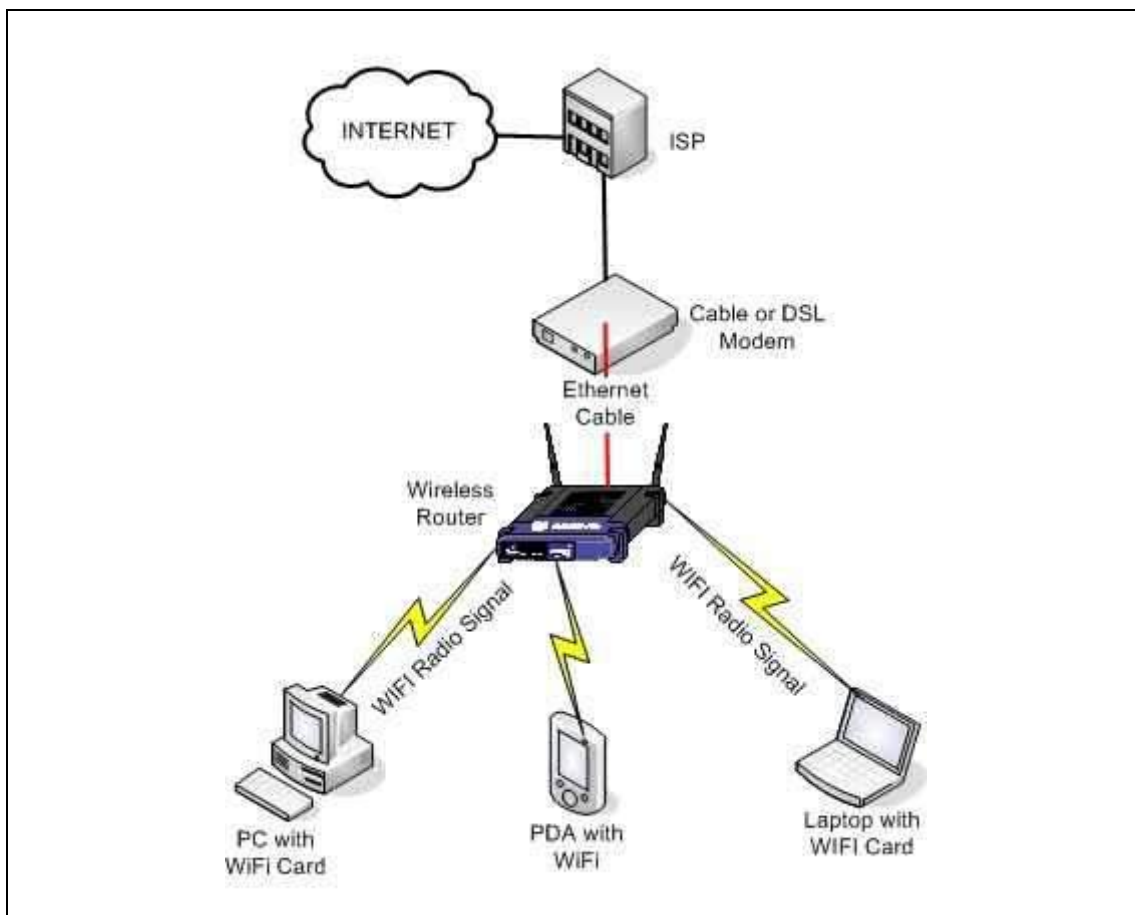 INTERNET
ISP
Cable or DSL
Modem
Ethernet
Cable
Wireless
Router
WIFI Radio Signal
WIFI Radio Signal
PC with
WiFi Card
PDA with
WiFi
Laptop with
WIFI Card